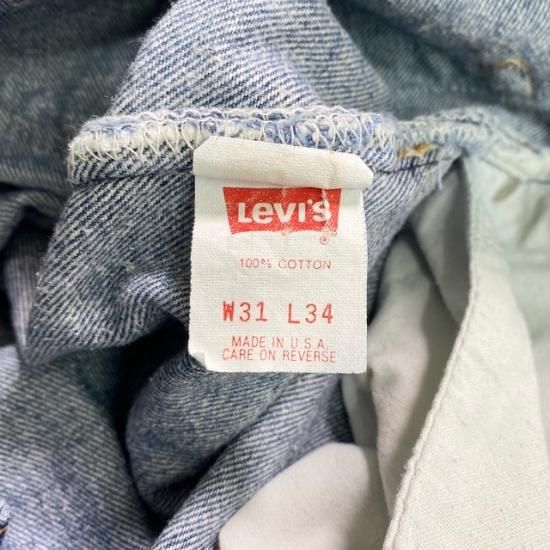 LEVI'S
®
100% COTTON
W31 L34
MADE IN U.S.A.
CARE ON REVERSE